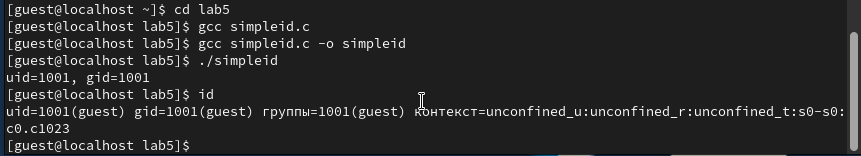 [guest@localhost ~]$ cd lab5
[guest@localhost lab5]$ gcc simpleid.c
[guest@localhost lab5]$ gcc simpleid.c -o simpleid
[guest@localhost lab5]$ ./simpleid
uid=1001, gid=1001
[guest@localhost lab5]$ id
uid=1001(guest) gid=1001(guest) группы=1001(guest) контекст=unconfined_u:unconfined_r:unconfined_t:s0-s0:
c0.c1023
[guest@localhost lab5]$